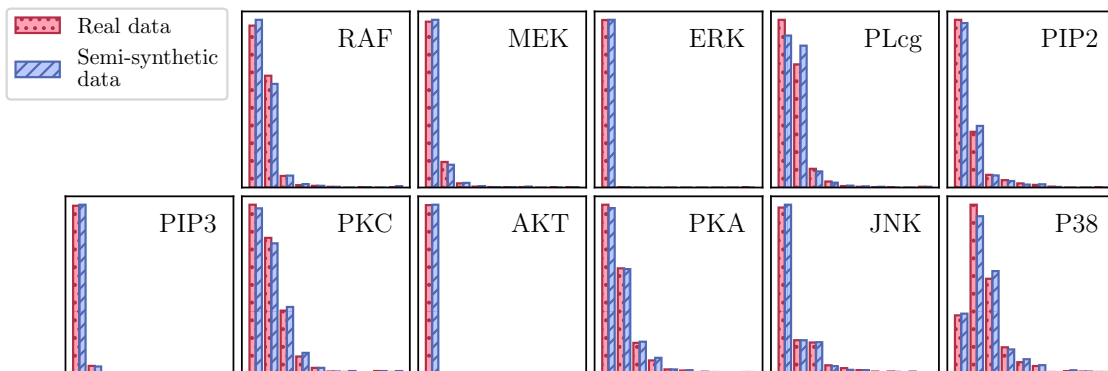 Real data
Semi-synthetic
data
RAF
MEK
ERK
PLcg
PIP2
PIP3
PKC
AKT
PKA
JNK
P38